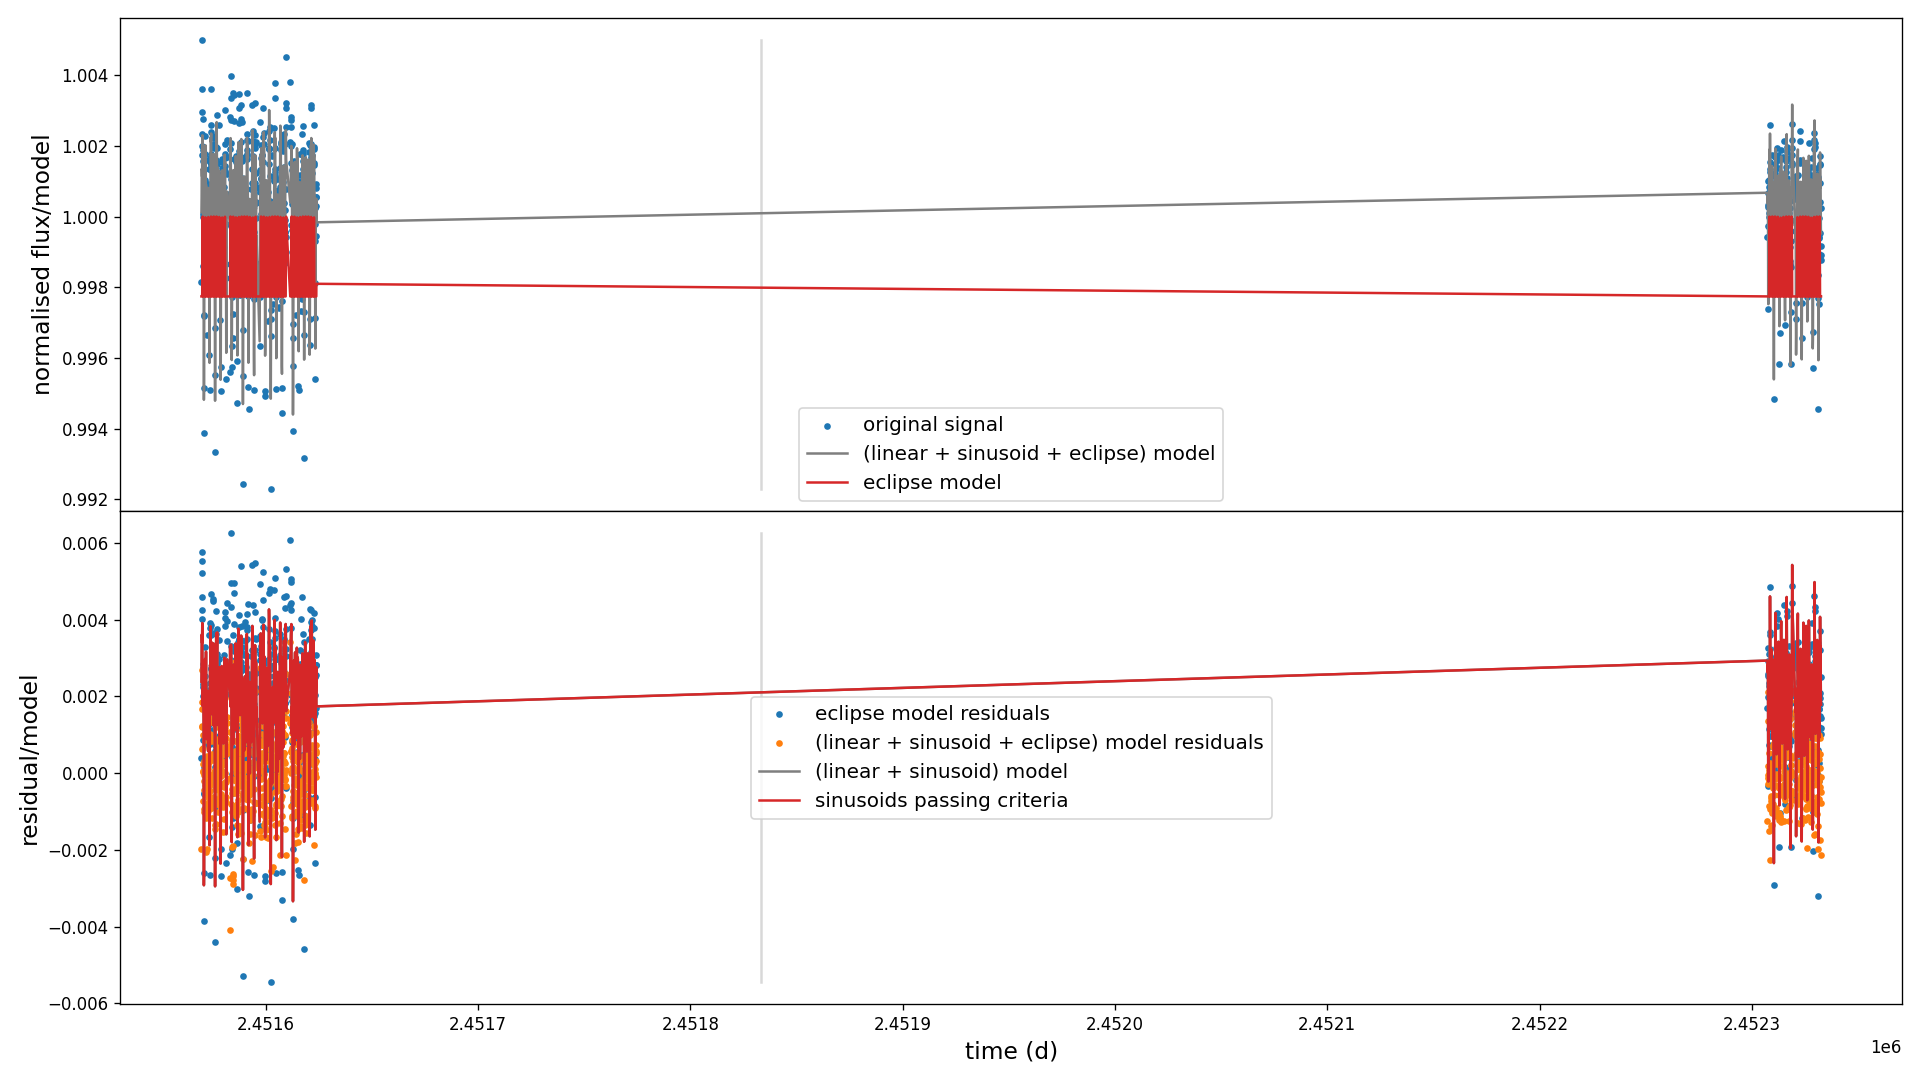 normalised flux/model
1.004
1.002
1.000
0.998
0.996
0.994
0.992
original signal
(linear + sinusoid + eclipse) model
eclipse model
residual/model
0.006
0.004
0.002
0.000
−0.002
−0.004
−0.006
eclipse model residuals
(linear + sinusoid + eclipse) model residuals
(linear + sinusoid) model
sinusoids passing criteria
2.4516 2.4517 2.4518 2.4519 2.4520 2.4521 2.4522 2.4523
1e6
time (d)